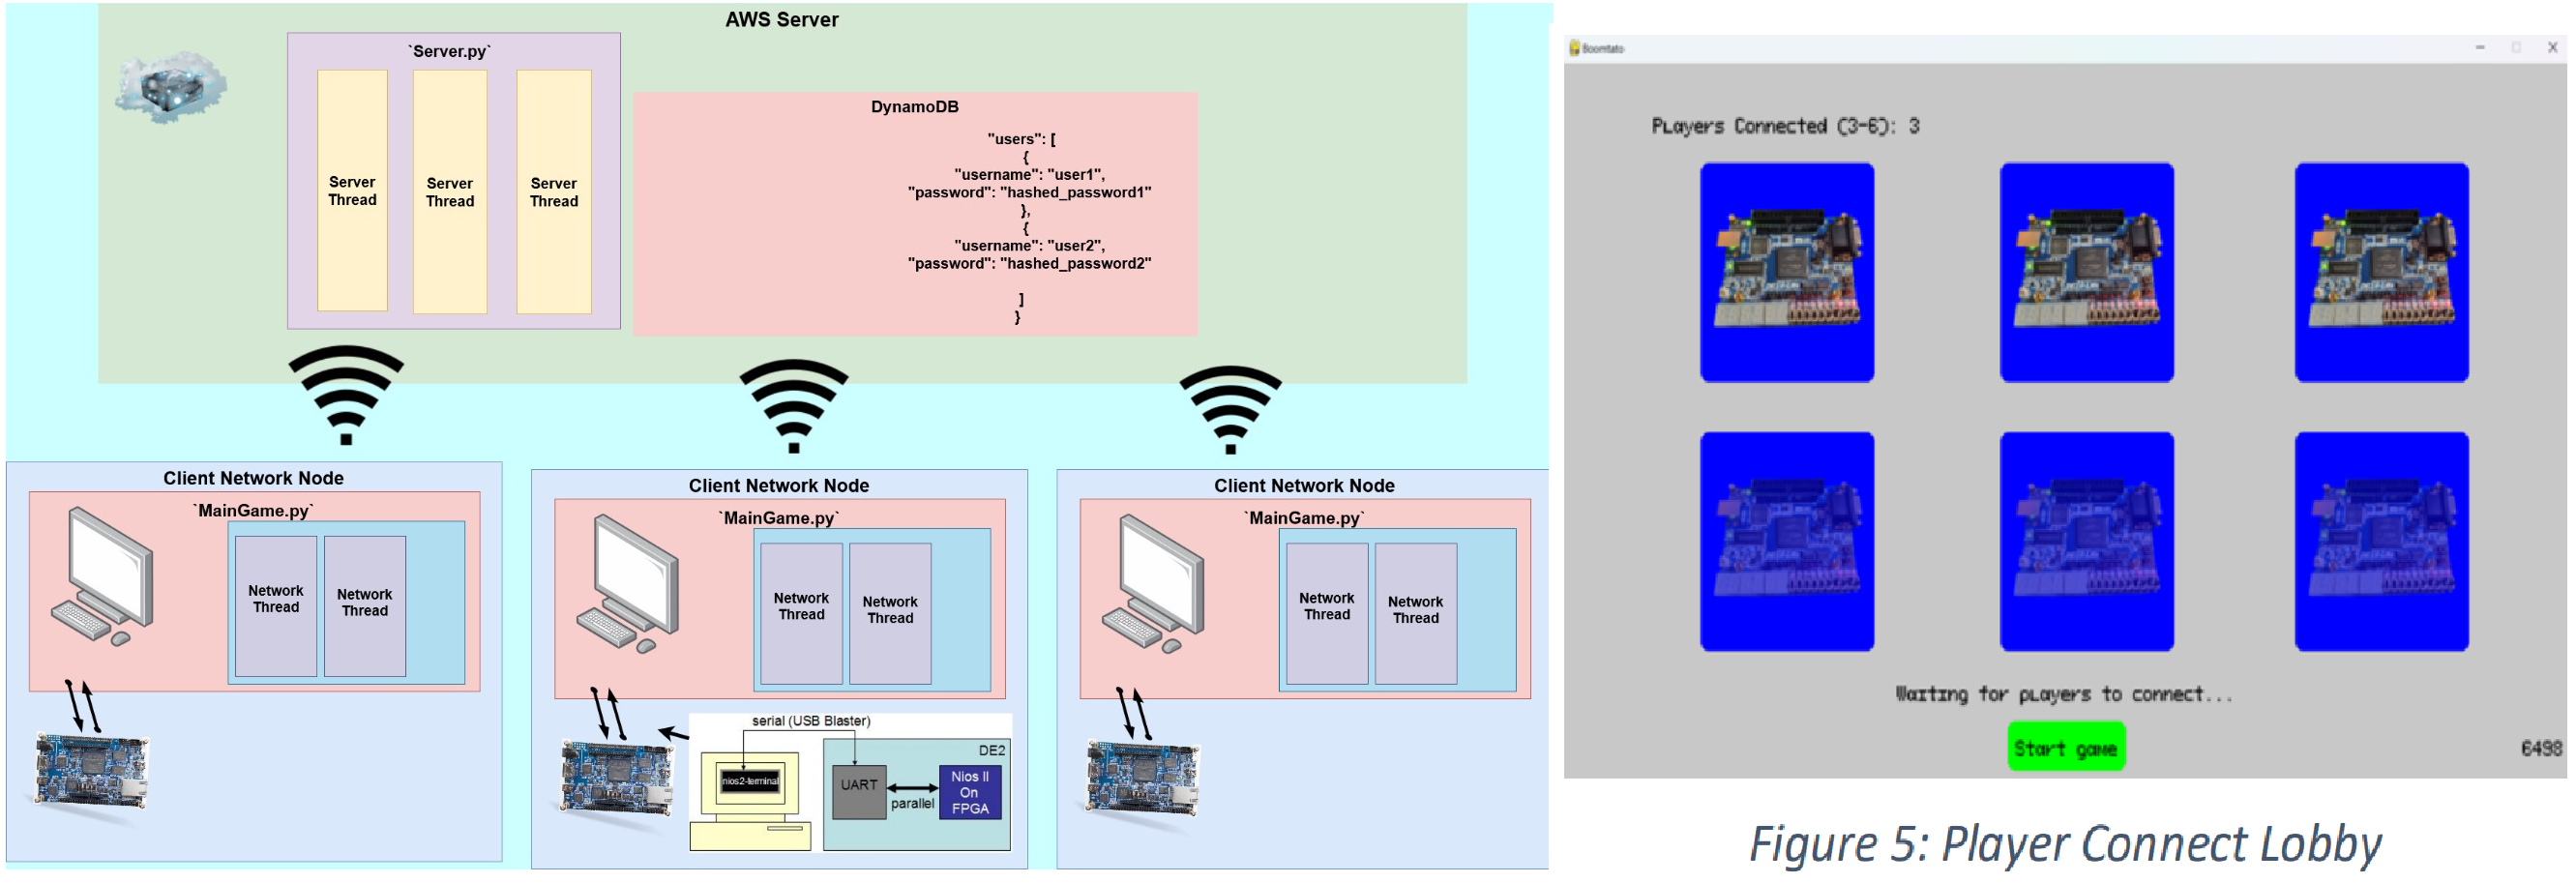 AWS Server
`Server.py`
Server
Thread
Server
Thread
Server
Thread
DynamoDB
"users": [
{
"username": "user1",
"password": "hashed_password1"
},
{
"username": "user2",
"password": "hashed_password2"
]
}
Client Network Node
`MainGame.py`
Network
Thread
Network
Thread
Client Network Node
`MainGame.py`
Network
Thread
Network
Thread
serial (USB Blaster)
nios2-terminal
DE2
UART
parallel
Nios II
On
FPGA
Client Network Node
`MainGame.py`
Network
Thread
Network
Thread
Boomtato
Players Connected (3-6): 3
Waiting for players to connect...
Start game
6498
Figure 5: Player Connect Lobby